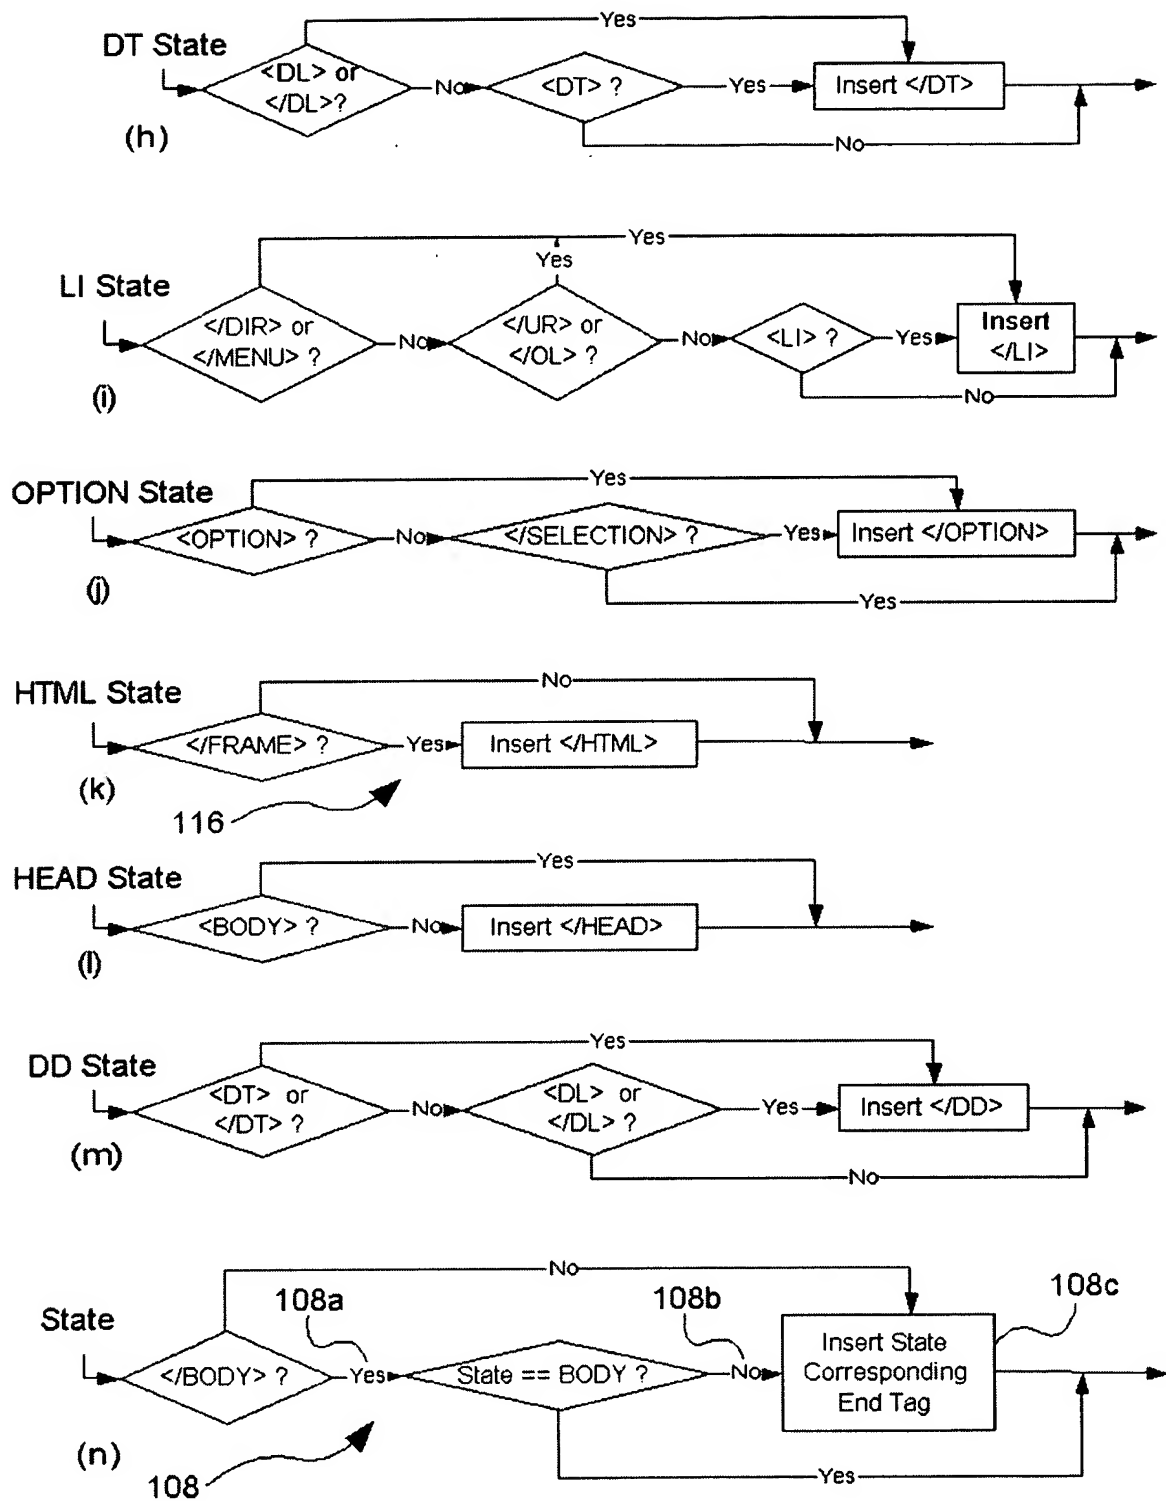 Yes
DT State
<DL> or
</DL>?
No
<DT> ?
Yes
Insert </DT>
No
(h)
Yes
Yes
LI State
</DIR> or
</MENU> ?
No
</UR> or
</OL> ?
No
<LI> ?
Yes
Insert
</LI>
No
(i)
Yes
OPTION State
<OPTION> ?
No
</SELECTION> ?
Yes
Insert </OPTION>
Yes
(j)
No
HTML State
</FRAME> ?
Yes
Insert </HTML>
(k)
116
Yes
HEAD State
<BODY> ?
No
Insert </HEAD>
(l)
Yes
DD State
<DT> or
</DT> ?
No
<DL> or
</DL> ?
Yes
Insert </DD>
No
(m)
No
State
108a
108b
108c
</BODY> ?
Yes
State == BODY ?
No
Insert State
Corresponding
End Tag
Yes
(n)
108